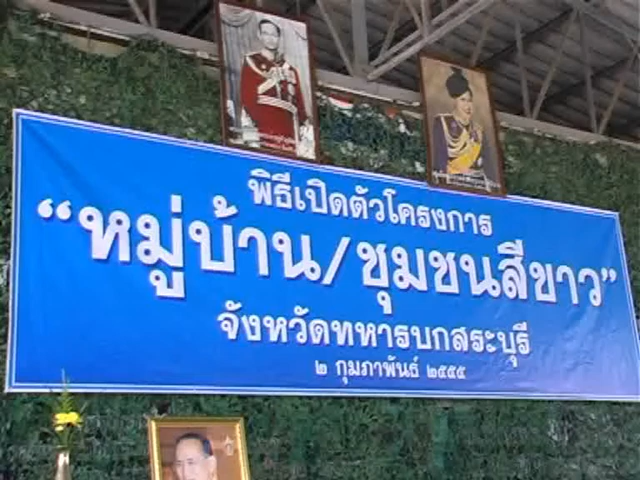 พิธีเปิดตัวโครงการ
“หมู่บ้าน/ชุมชนสีขาว”
จังหวัดทหารบกสระบุรี
๒ กุมภาพันธ์ ๒๕๕๕